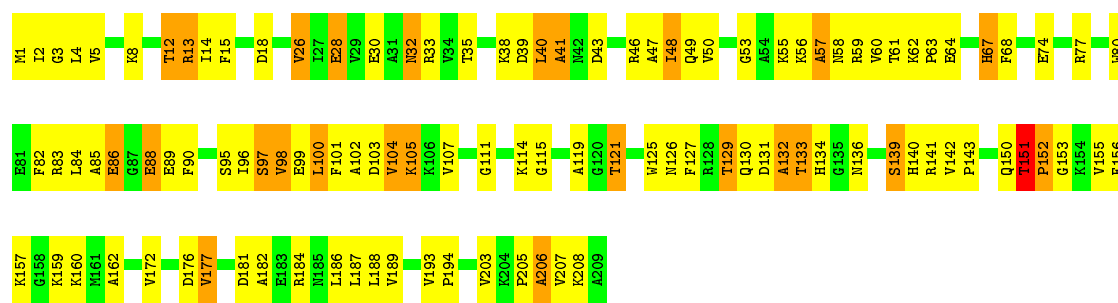 M1 I2 G3 L4 V5 K8 T12 R13 I14 F15 D18 V26 I27 E28 V29 E30 A31 N32 R33 V34 T35 K38 D39 L40 A41 N42 D43 R46 A47 I48 Q49 V50 G53 A54 K55 K56 A57 N58 R59 V60 T61 K62 P63 E64 H67 F68 E74 R77 W80
E81 F82 R83 L84 A85 E86 G87 E88 E89 F90 S95 I96 S97 V98 E99 L100 F101 A102 D103 V104 K105 K106 V107 G111 K114 G115 A119 G120 T121 W125 N126 F127 R128 T129 Q130 D131 A132 T133 H134 G135 N136 S139 H140 R141 V142 P143 Q150 T151 P152 G153 K154 V155 F156
K157 G158 K159 K160 M161 A162 V172 D176 V177 D181 A182 E183 R184 N185 L186 L187 L188 V189 V193 P194 V203 K204 P205 A206 V207 K208 A209